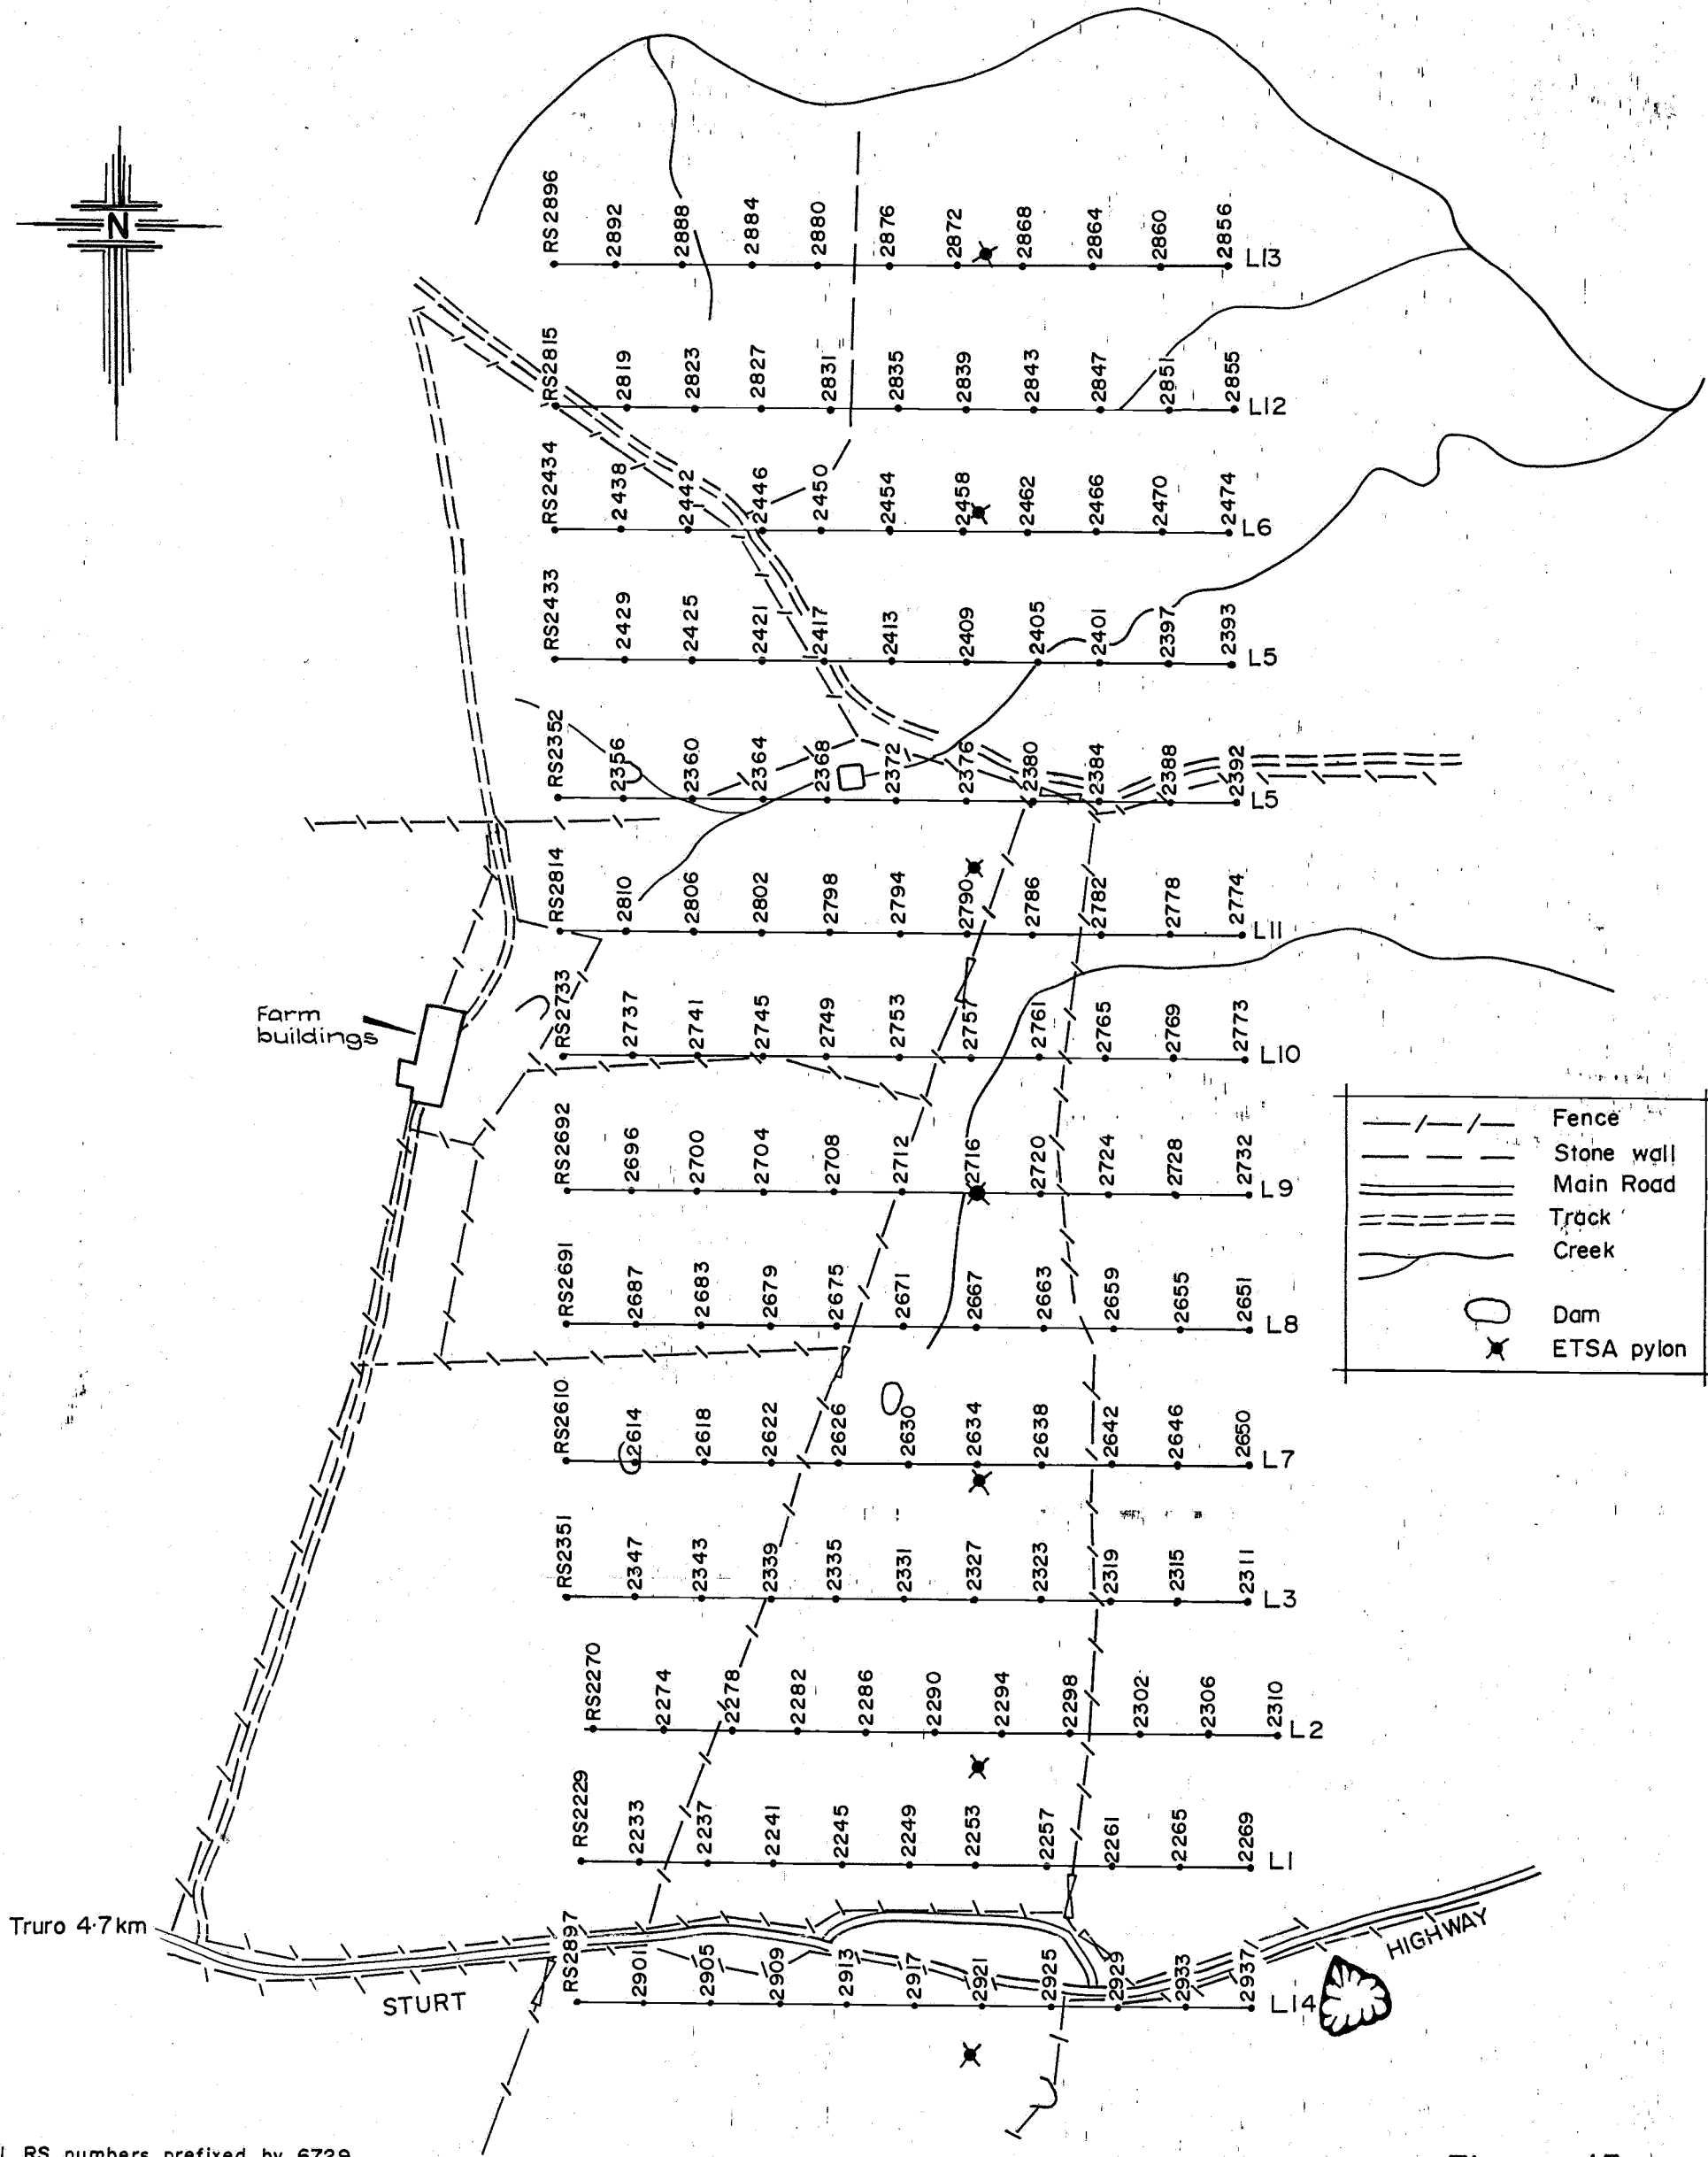 N
RS2896 2892 2888 2884 2880 2876 2872 2868 2864 2860 2856 L13
RS2815 2819 2823 2827 2831 2835 2839 2843 2847 2851 2855 L12
RS2434 2438 2442 2446 2450 2454 2458 2462 2466 2470 2474 L6
RS2433 2429 2425 2421 2417 2413 2409 2405 2401 2397 2393 L5
RS2352 2356 2360 2364 2368 2372 2376 2380 2384 2388 2392 L5
RS2814 2810 2806 2802 2798 2794 2790 2786 2782 2778 2774 L11
Farm
buildings
RS2733 2737 2741 2745 2749 2753 2757 2761 2765 2769 2773 L10
Fence
Stone wall
Main Road
Track
Creek
Dam
ETSA pylon
RS2692 2696 2700 2704 2708 2712 2716 2720 2724 2728 2732 L9
RS2691 2687 2683 2679 2675 2671 2667 2663 2659 2655 2651 L8
RS2610 2614 2618 2622 2626 2630 2634 2638 2642 2646 2650 L7
RS2351 2347 2343 2339 2335 2331 2327 2323 2319 2315 2311 L3
RS2270 2274 2278 2282 2286 2290 2294 2298 2302 2306 2310 L2
RS2229 2233 2237 2241 2245 2249 2253 2257 2261 2265 2269 L1
Truro 4·7km
HIGHWAY
STURT
RS2897 2901 2905 2909 2913 2917 2921 2925 2929 2933 2937 L14
RS numbers prefixed by 6729